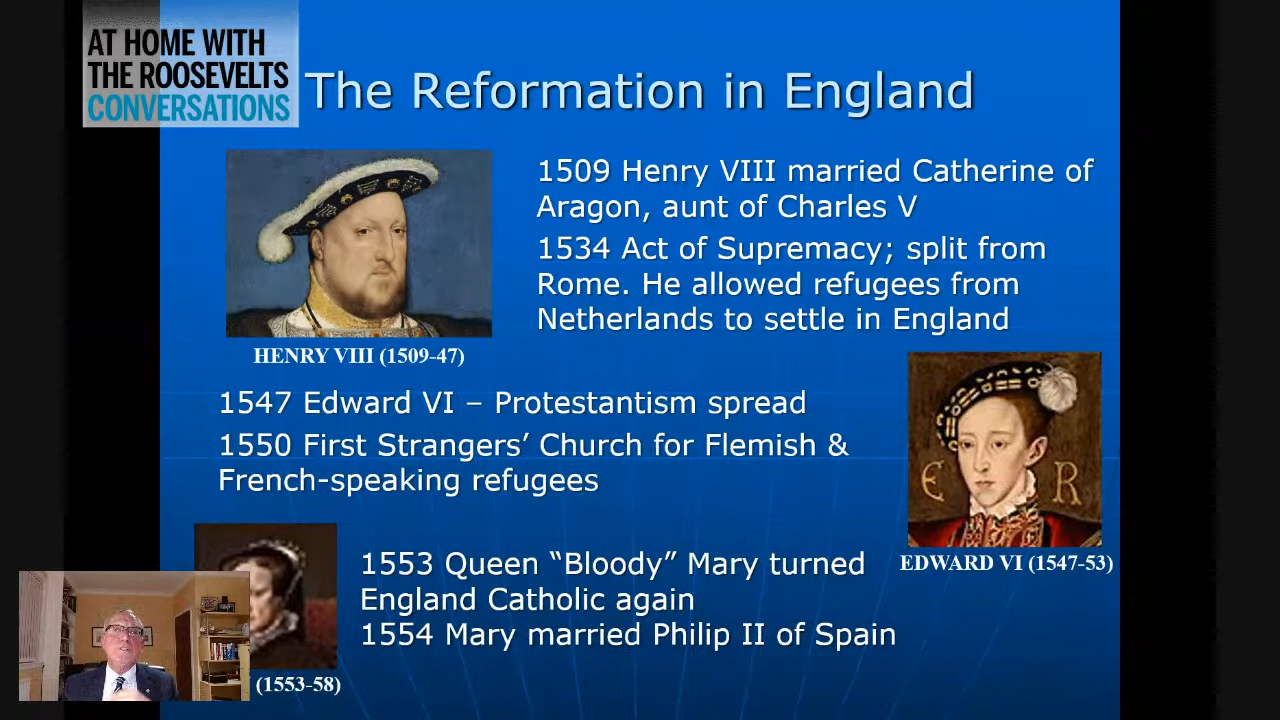 AT HOME WITH
THE ROOSEVELTS
CONVERSATIONS
The Reformation in England
1509 Henry VIII married Catherine of
Aragon, aunt of Charles V
1534 Act of Supremacy; split from
Rome. He allowed refugees from
Netherlands to settle in England
HENRY VIII (1509-47)
1547 Edward VI – Protestantism spread
1550 First Strangers’ Church for Flemish &
French-speaking refugees
E R
EDWARD VI (1547-53)
1553 Queen “Bloody” Mary turned
England Catholic again
1554 Mary married Philip II of Spain
(1553-58)